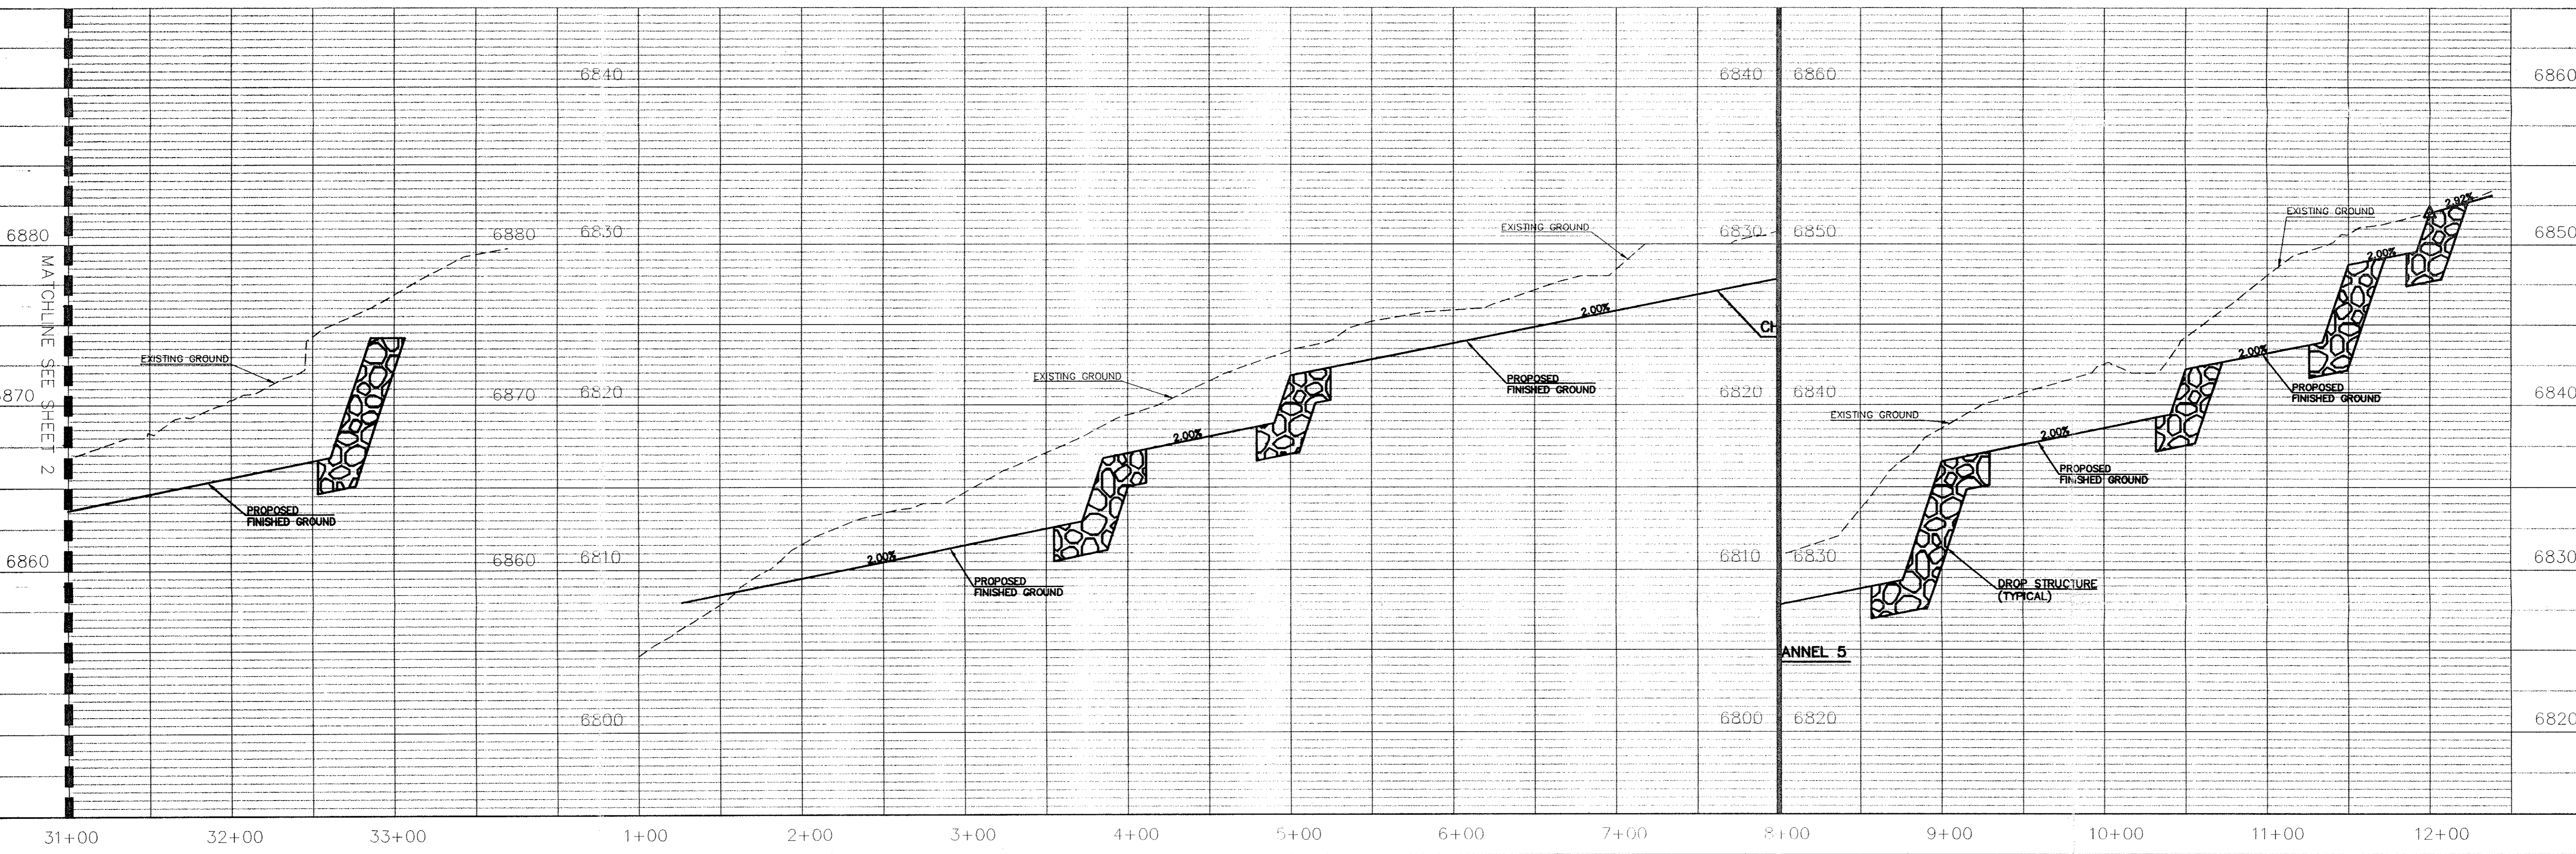 6840
6840
6860
6860
6880
6880
6830
6830
6850
6850
EXISTING GROUND
EXISTING GROUND
2.92%
2.00%
MATCHLINE SEE SHEET 2
EXISTING GROUND
2.00%
CH
2.00%
EXISTING GROUND
PROPOSED
FINISHED GROUND
PROPOSED
FINISHED GROUND
6870
6820
6820
6840
6840
EXISTING GROUND
2.00%
2.00%
PROPOSED
FINISHED GROUND
PROPOSED
FINISHED GROUND
6860
6860
6810
6810
6830
6830
2.00%
PROPOSED
FINISHED GROUND
DROP STRUCTURE
(TYPICAL)
ANNEL 5
6800
6800
6820
6820
31+00
32+00
33+00
1+00
2+00
3+00
4+00
5+00
6+00
7+00
8+00
9+00
10+00
11+00
12+00